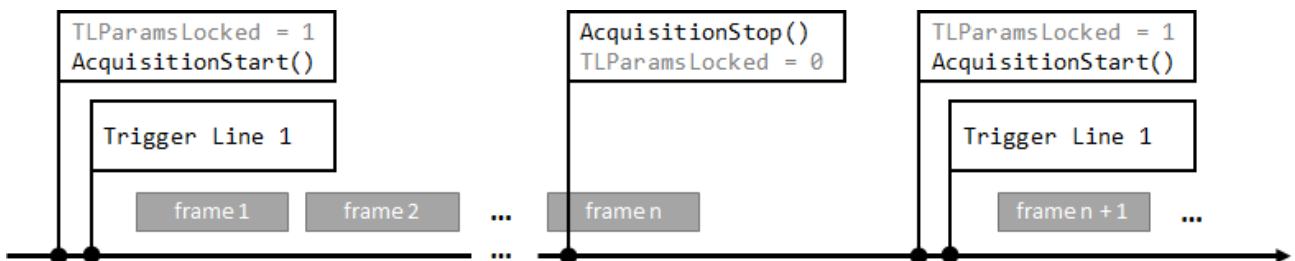 TLParamsLocked = 1
AcquisitionStart()
Trigger Line 1
AcquisitionStop()
TLParamsLocked = 0
TLParamsLocked = 1
AcquisitionStart()
Trigger Line 1
frame 1
frame 2
...
frame n
frame n + 1
...
...